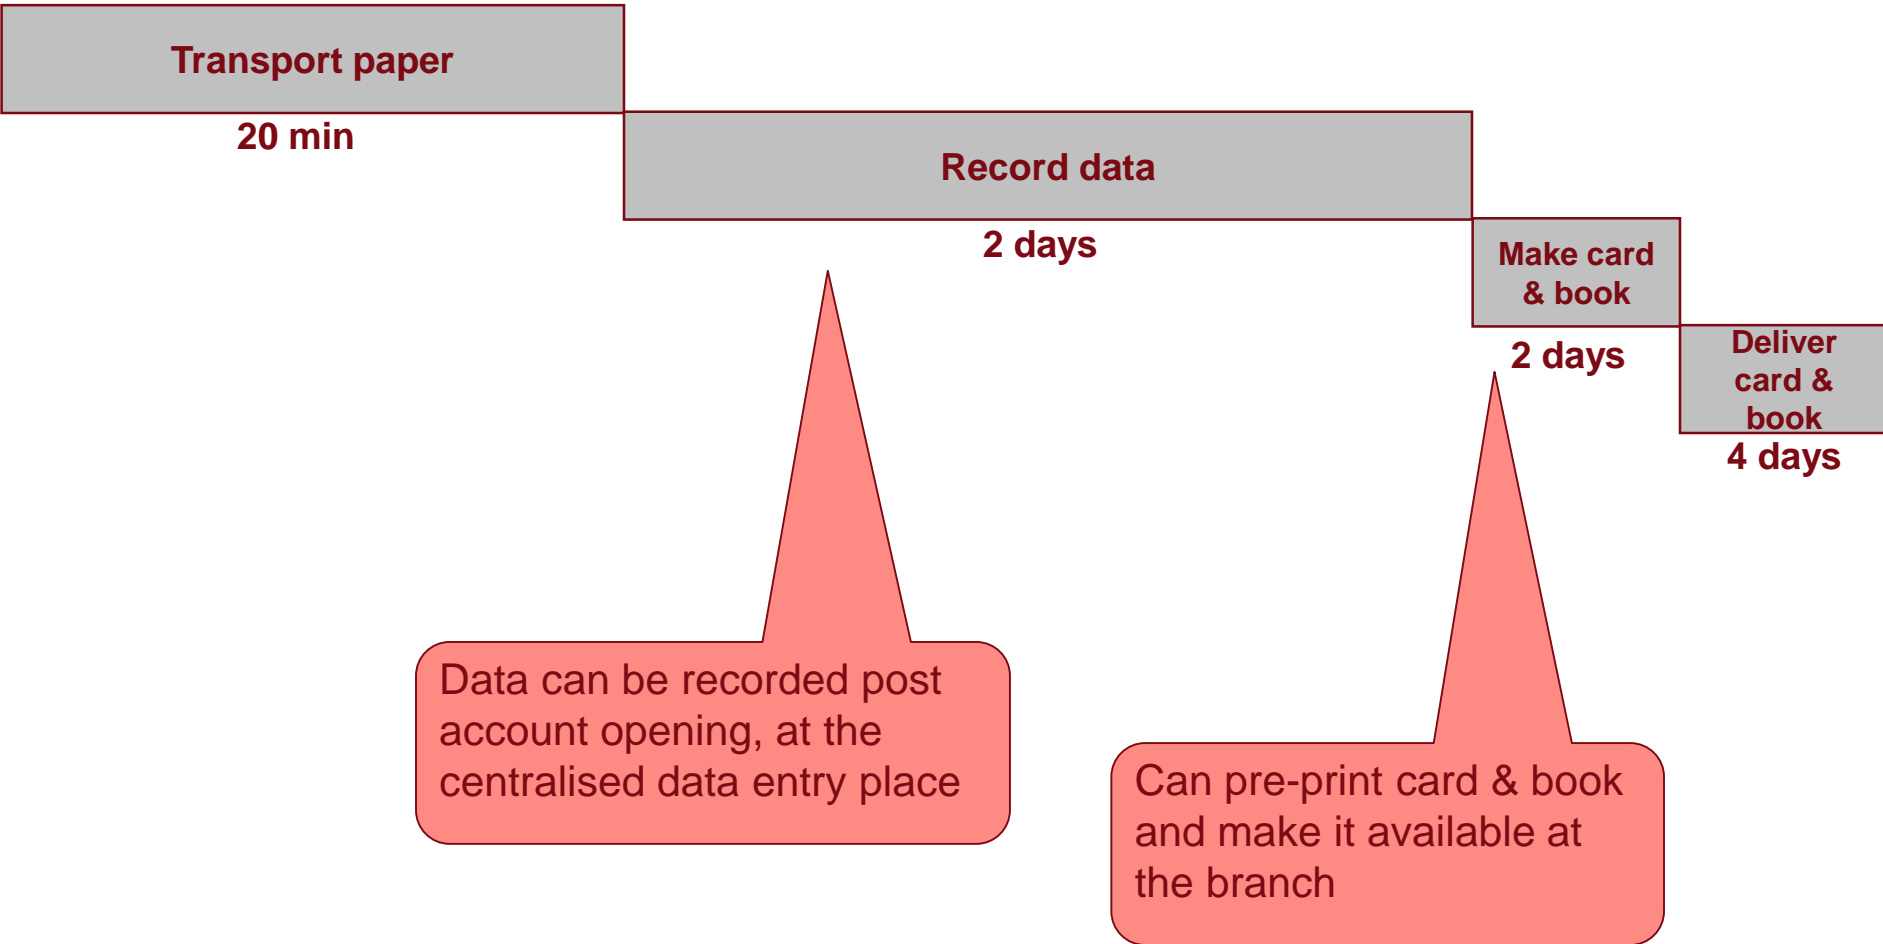 Transport paper
20 min
Record data
2 days
Make card
& book
2 days
Deliver
card &
book
4 days
Data can be recorded post
account opening, at the
centralised data entry place
Can pre-print card & book
and make it available at
the branch